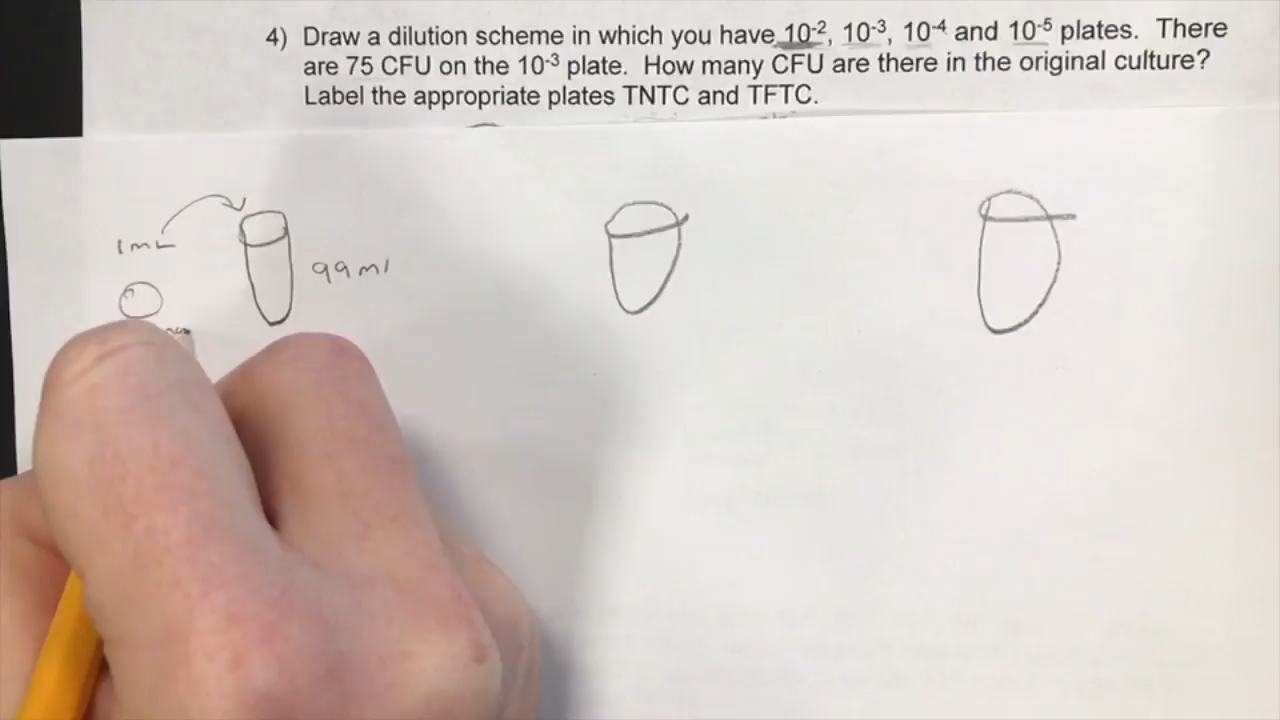 4) Draw a dilution scheme in which you have 10⁻², 10⁻³, 10⁻⁴ and 10⁻⁵ plates. There
are 75 CFU on the 10⁻³ plate. How many CFU are there in the original culture?
Label the appropriate plates TNTC and TFTC.
1mL
99ml